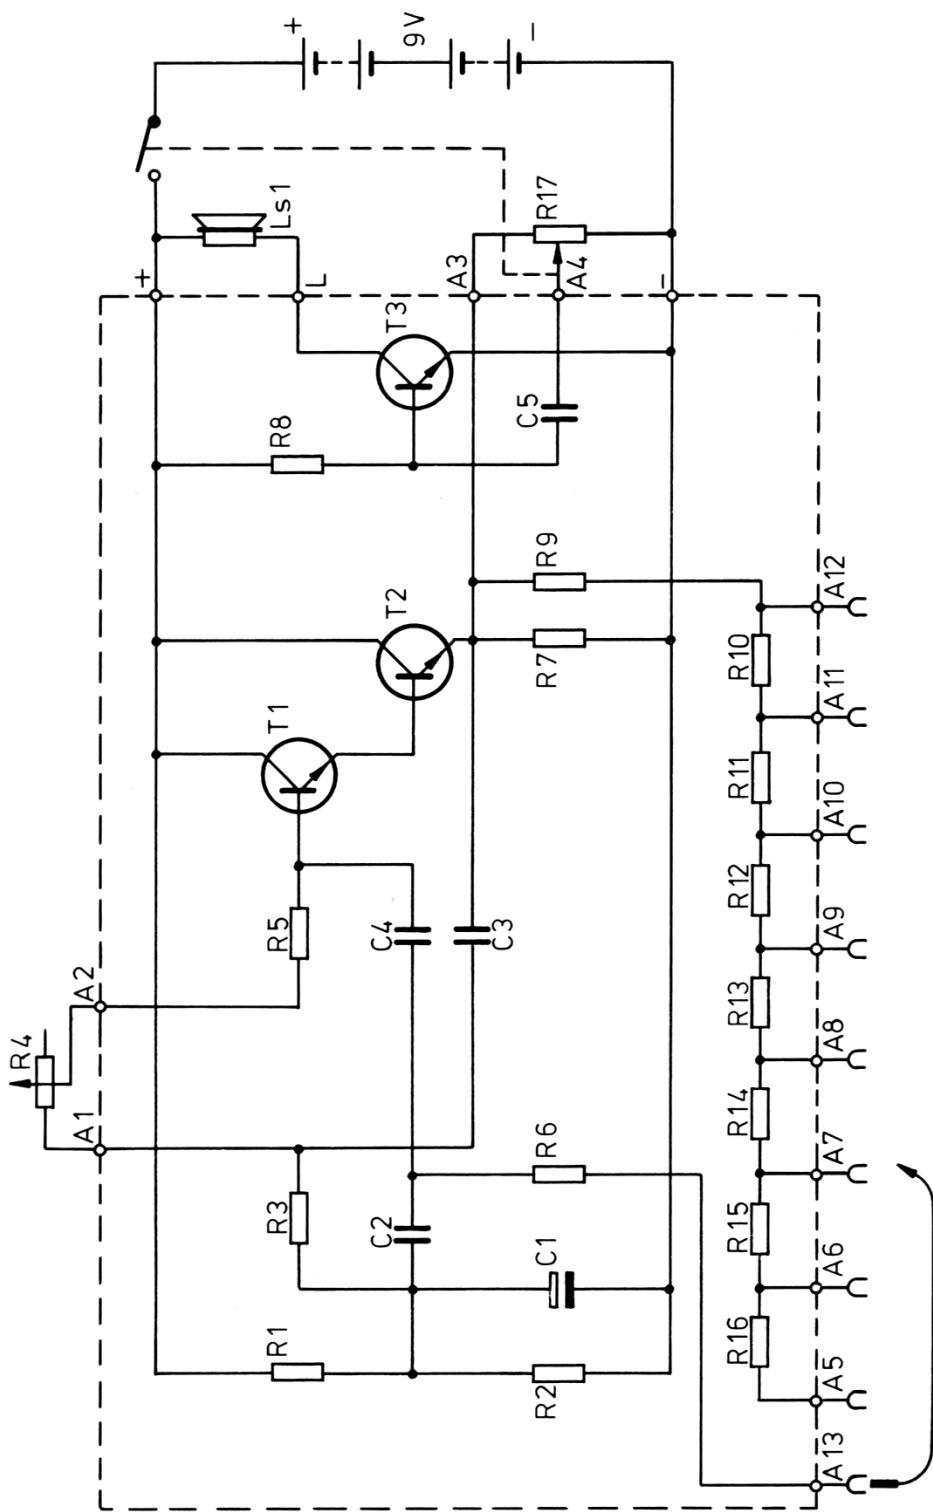 +
9V
−
Ls1
R17
+
L
A3
A4
−
T3
R8
C5
R9
A12
T2
R7
R10
A11
T1
R11
A10
R12
R5
C4
C3
A9
A2
R13
A8
R4
R14
A1
R6
A7
R3
C2
R15
C1
A6
R1
R16
R2
A5
A13